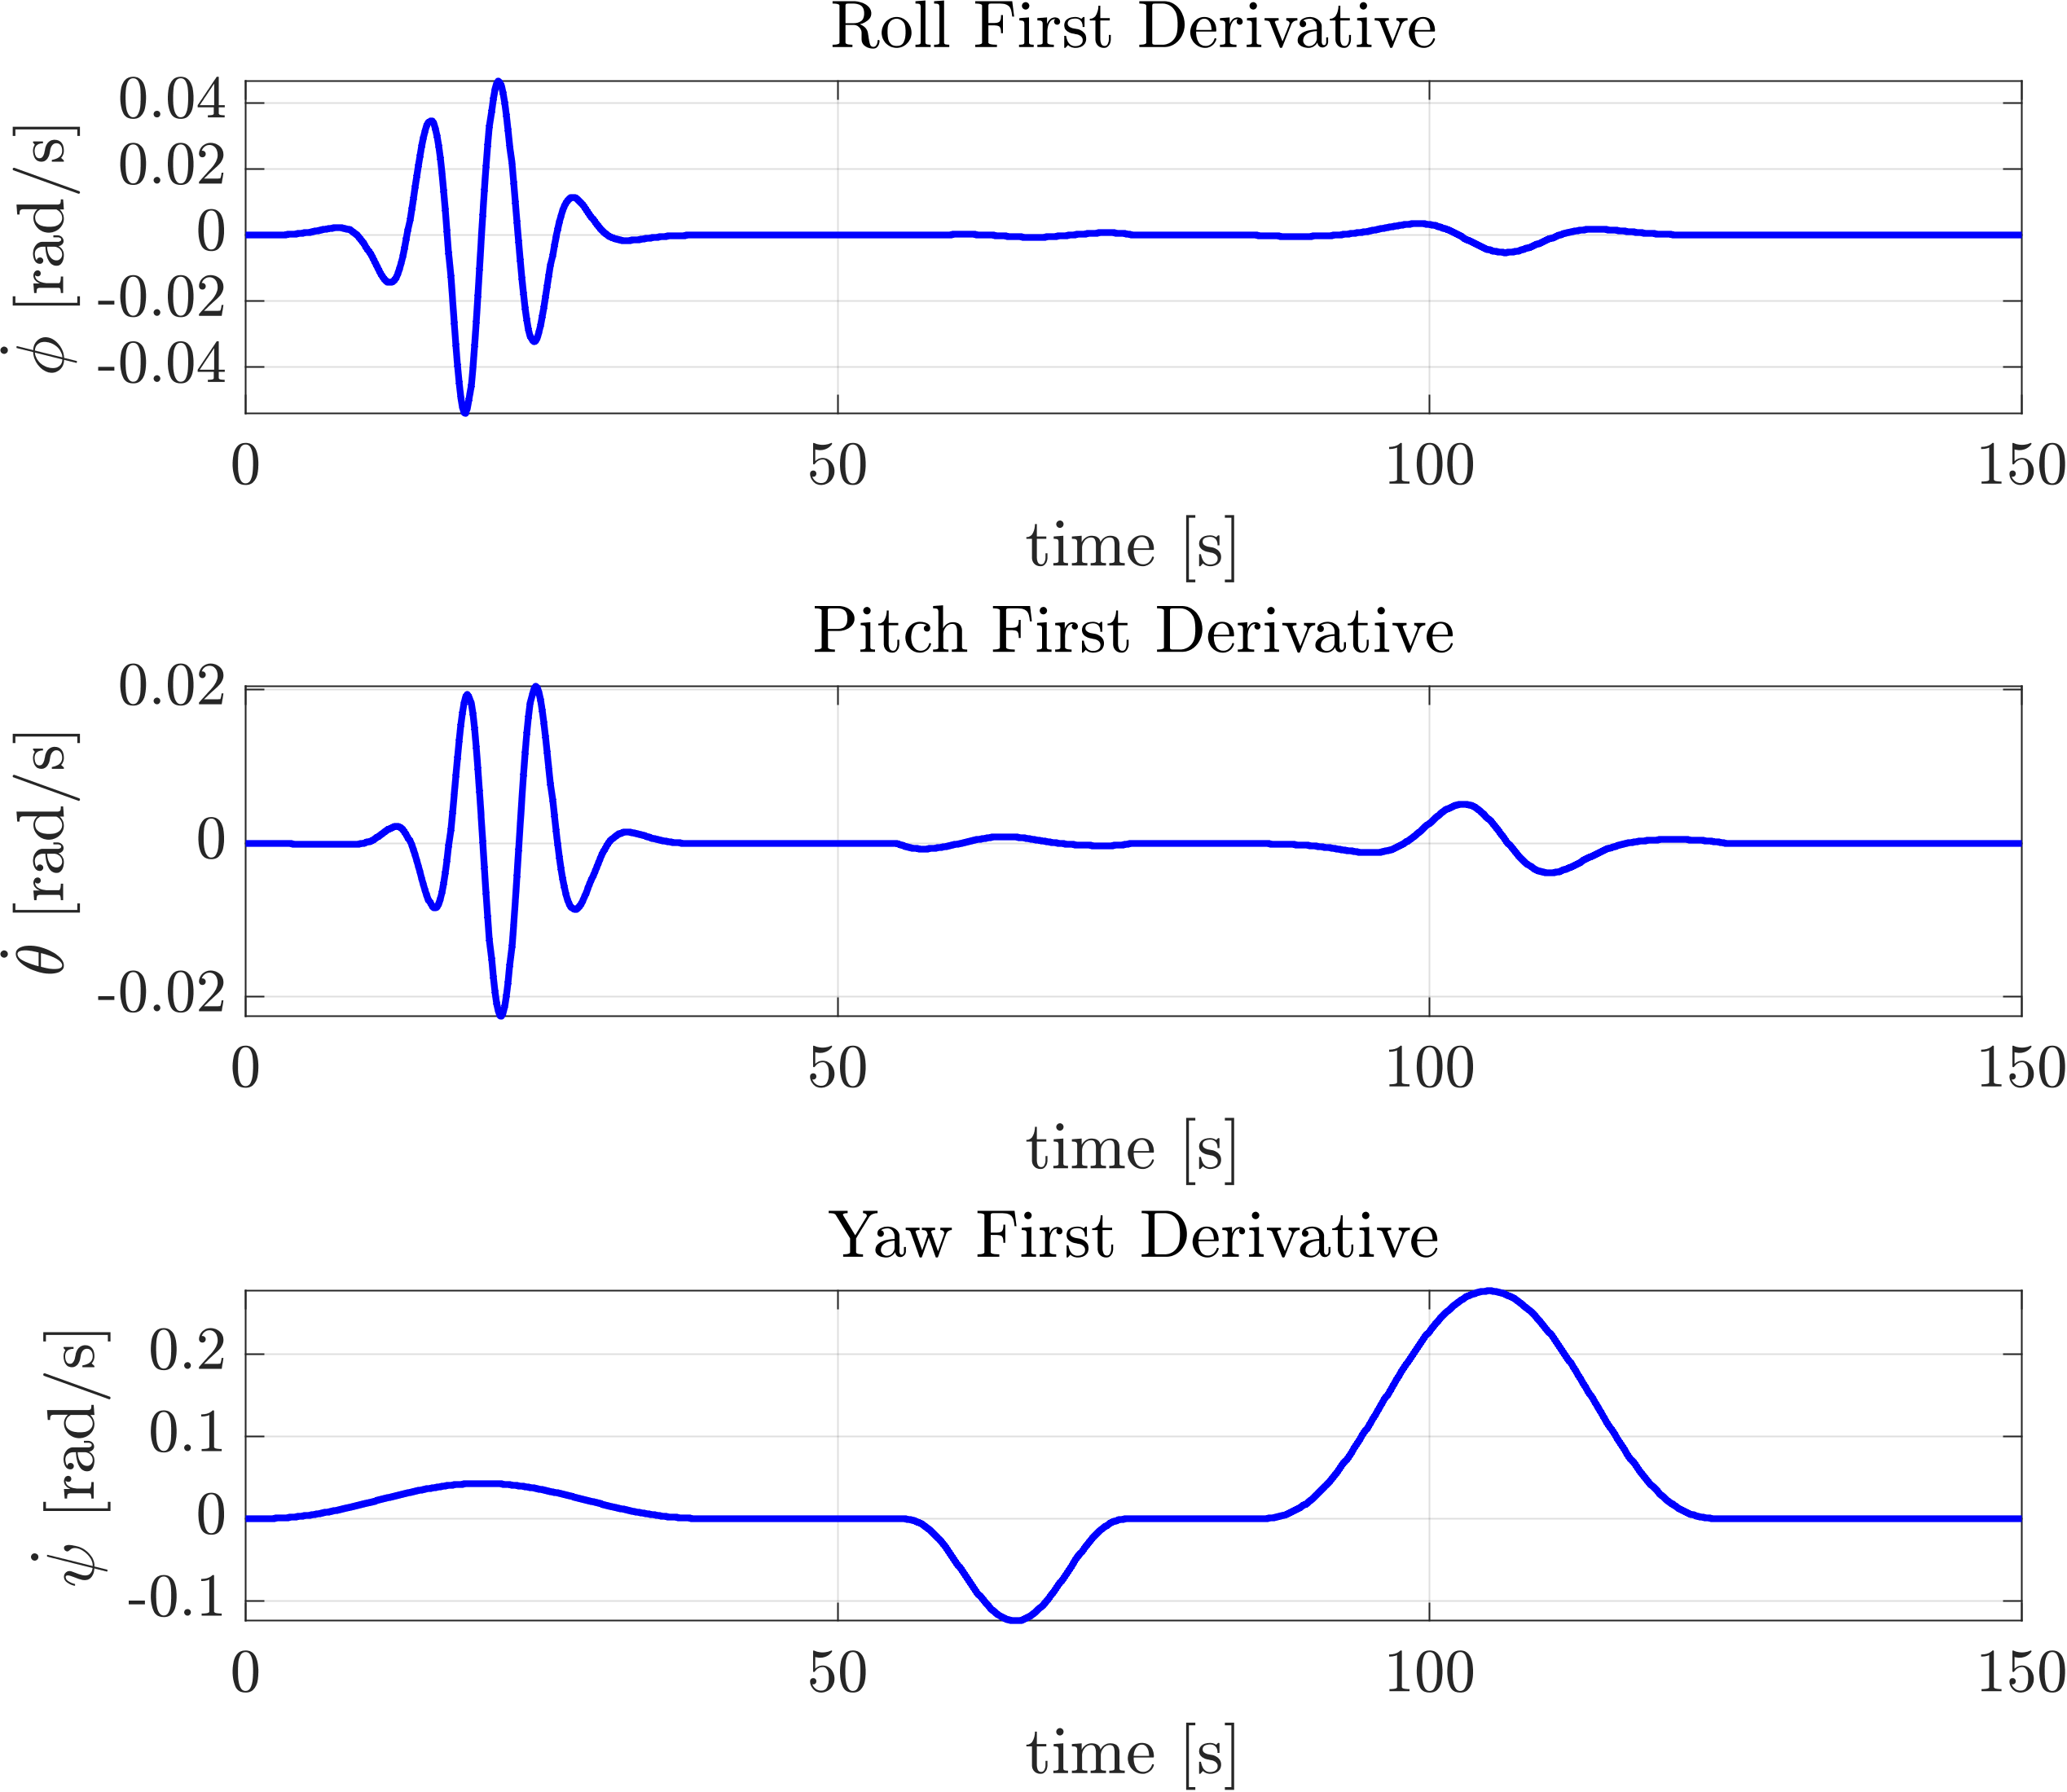 Roll First Derivative
0.04
0.02
0
-0.02
-0.04
ϕ̇ [rad/s]
0 50 100 150
time [s]
Pitch First Derivative
0.02
0
-0.02
θ̇ [rad/s]
0 50 100 150
time [s]
Yaw First Derivative
0.2
0.1
0
-0.1
ψ̇ [rad/s]
0 50 100 150
time [s]